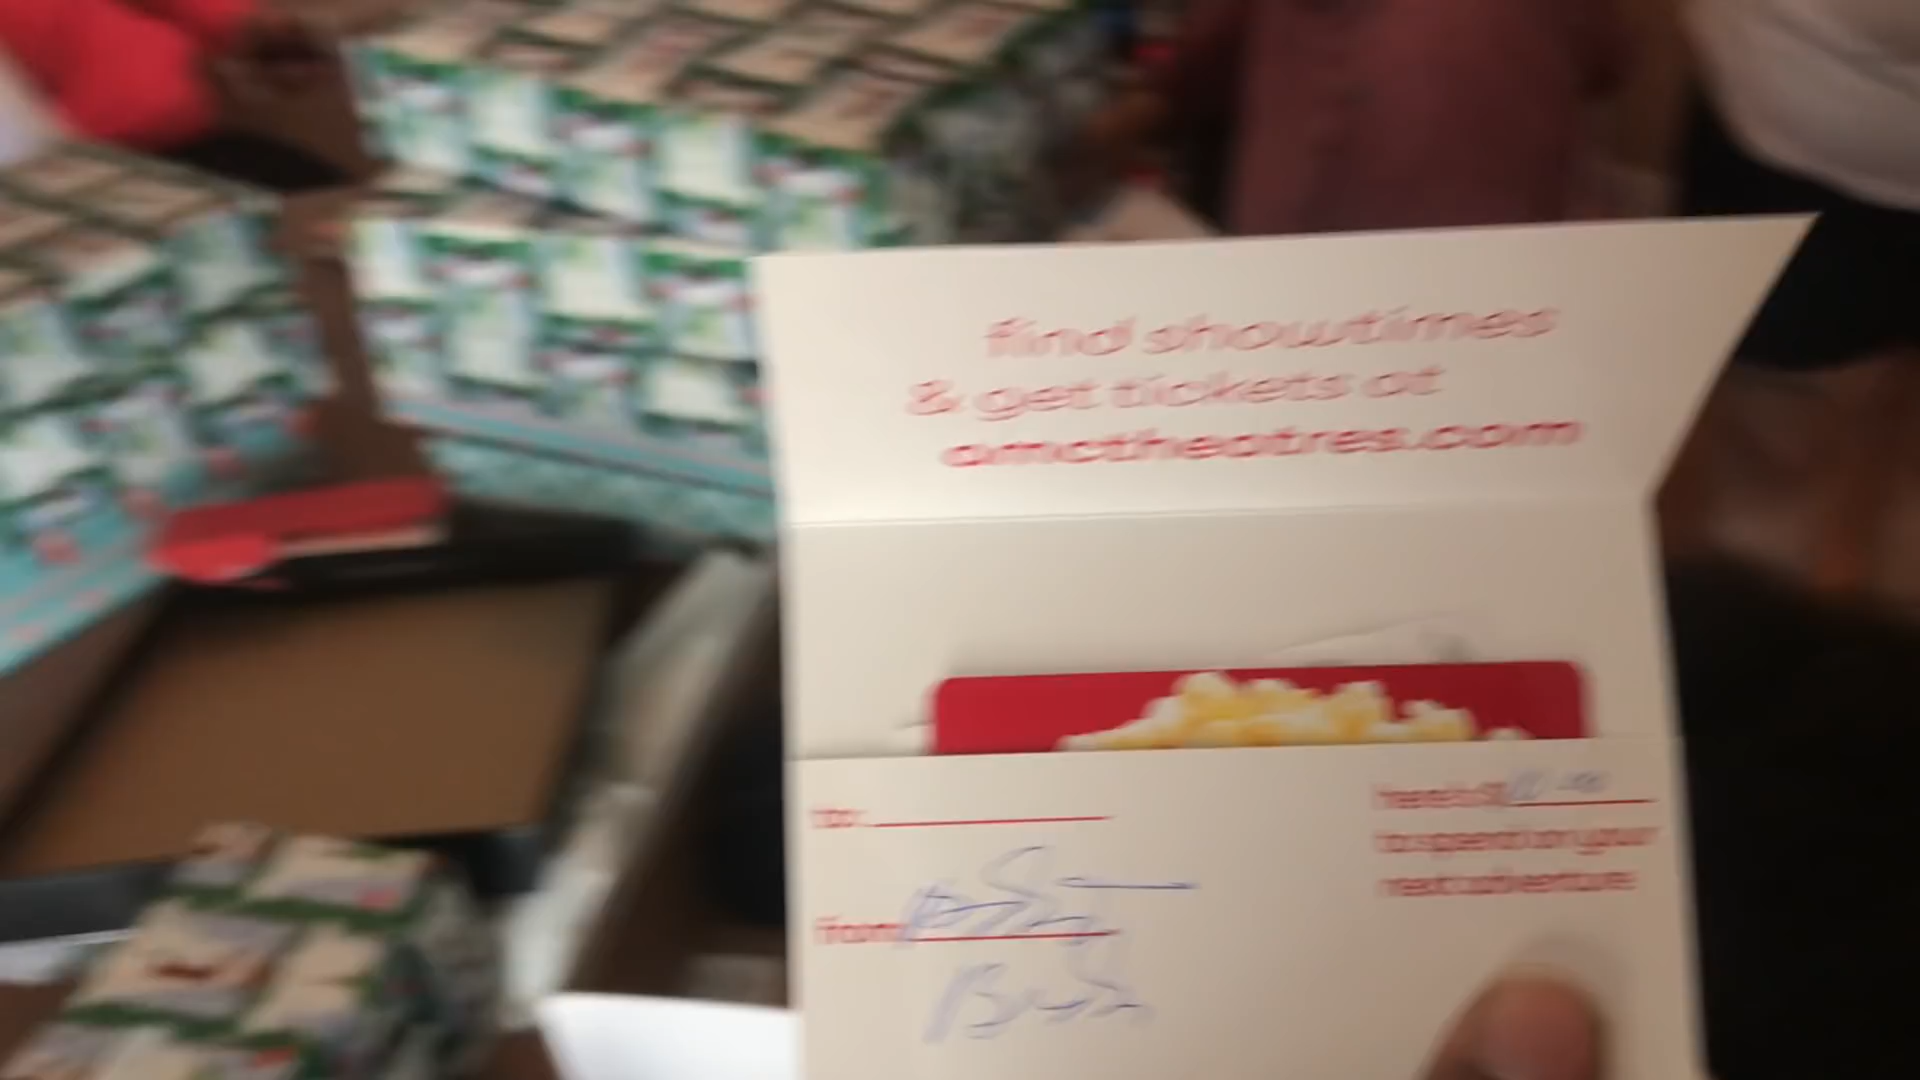 find showtimes
& get tickets at
amctheatres.com
to:
here's $
to spend on your
next adventure
from: